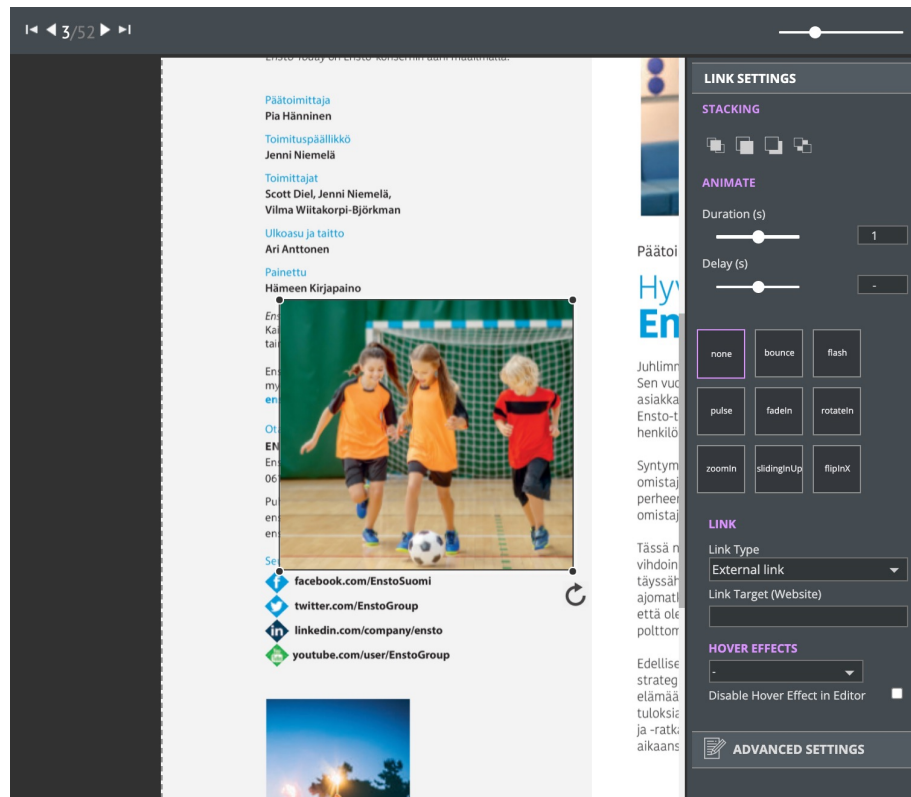 3/52
Ensto Today on Ensto-konsernin ääni maailmalla.
Päätoimittaja
Pia Hänninen
Toimituspäällikkö
Jenni Niemelä
Toimittajat
Scott Diel, Jenni Niemelä,
Vilma Wiitakorpi-Björkman
Ulkoasu ja taitto
Ari Anttonen
Painettu
Hämeen Kirjapaino
facebook.com/EnstoSuomi
twitter.com/EnstoGroup
linkedin.com/company/ensto
youtube.com/user/EnstoGroup
Juhlimm
Sen vuo
asiakka
Ensto-t
henkilö
Syntym
omistaj
perheen
omistaj
Tässä n
vihdoin
täyssäh
ajomatk
että ole
polttom
Edellise
strateg
elämää
tuloksia
ja -ratka
aikaans
LINK SETTINGS
STACKING
ANIMATE
Duration (s)
1
Delay (s)
-
none bounce flash
pulse fadeIn rotateIn
zoomIn slidingInUp flipInX
LINK
Link Type
External link
Link Target (Website)
HOVER EFFECTS
-
Disable Hover Effect in Editor
ADVANCED SETTINGS